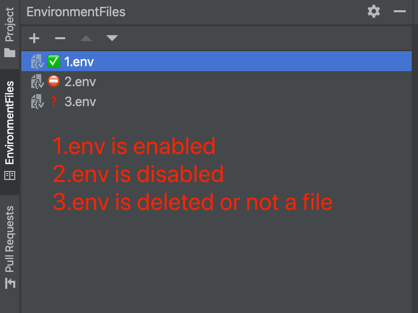 EnvironmentFiles
Project
EnvironmentFiles
Pull Requests
1.env
2.env
? 3.env
1.env is enabled
2.env is disabled
3.env is deleted or not a file